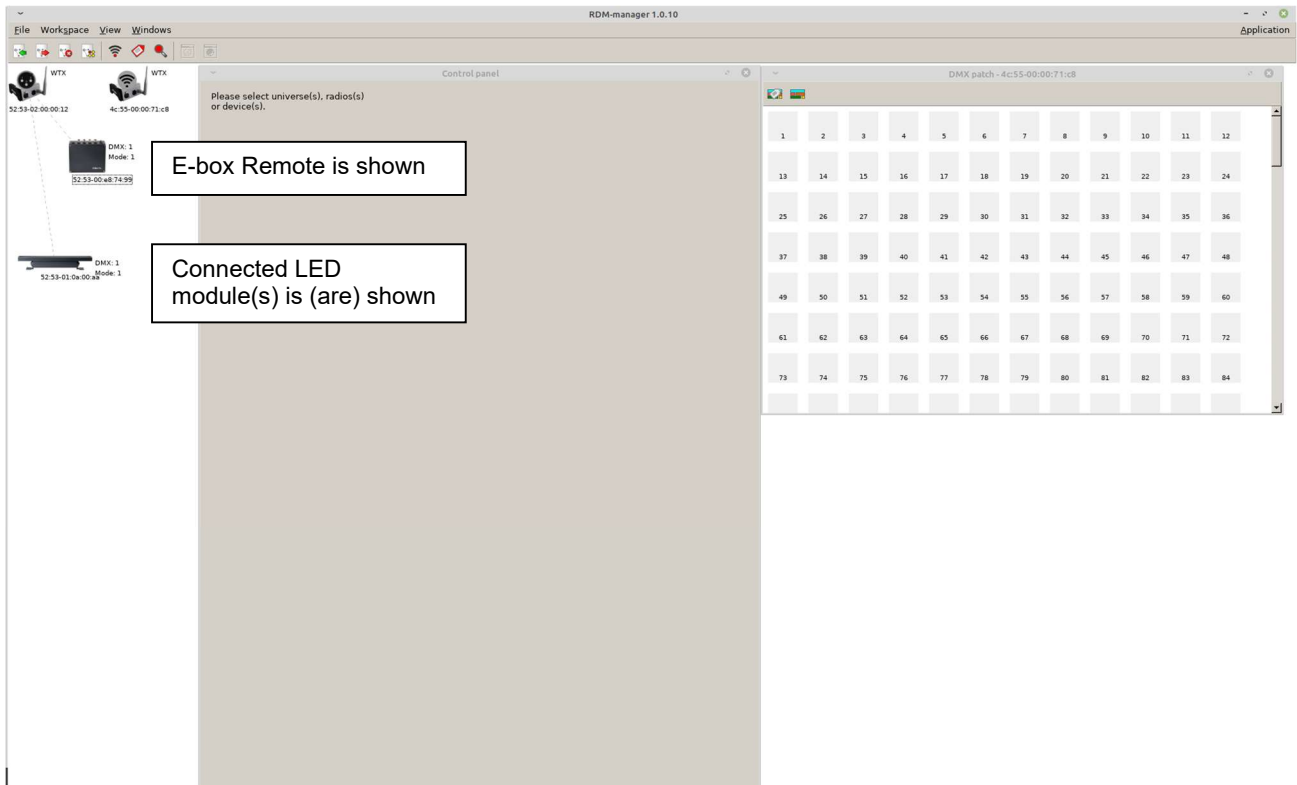 RDM-manager 1.0.10
File Workspace View Windows Application
WTX WTX
52:53-02:00:00:12 4c:55-00:00:71:c8
DMX: 1
Mode: 1
52:53-00:e8:74:99
DMX: 1
Mode: 1
52:53-01:0a:00:aa
E-box Remote is shown
Connected LED
module(s) is (are) shown
Control panel
Please select universe(s), radios(s)
or device(s).
DMX patch - 4c:55-00:00:71:c8
1 2 3 4 5 6 7 8 9 10 11 12
13 14 15 16 17 18 19 20 21 22 23 24
25 26 27 28 29 30 31 32 33 34 35 36
37 38 39 40 41 42 43 44 45 46 47 48
49 50 51 52 53 54 55 56 57 58 59 60
61 62 63 64 65 66 67 68 69 70 71 72
73 74 75 76 77 78 79 80 81 82 83 84